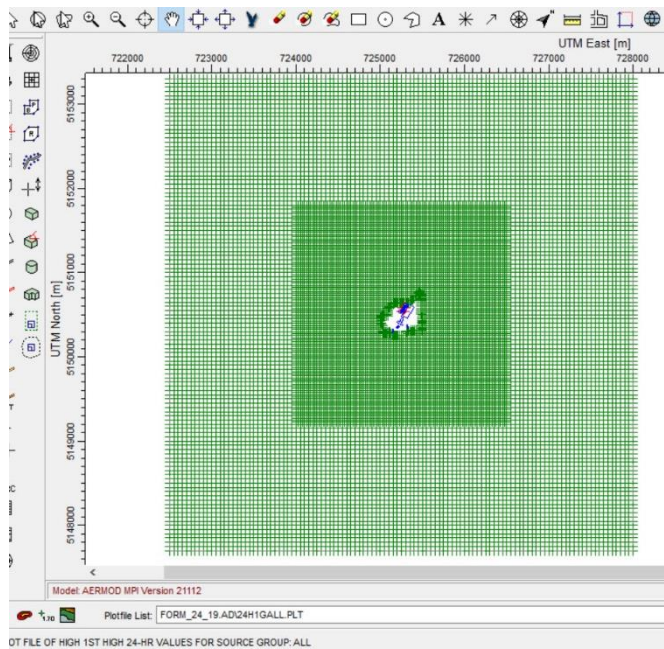 A
UTM East [m]
722000 723000 724000 725000 726000 727000 728000
5153000
5152000
5151000
5150000
5149000
5148000
UTM North [m]
Model: AERMOD MPI Version 21112
1.70
Plotfile List: FORM_24_19.AD\24H1GALL.PLT
OT FILE OF HIGH 1ST HIGH 24-HR VALUES FOR SOURCE GROUP: ALL